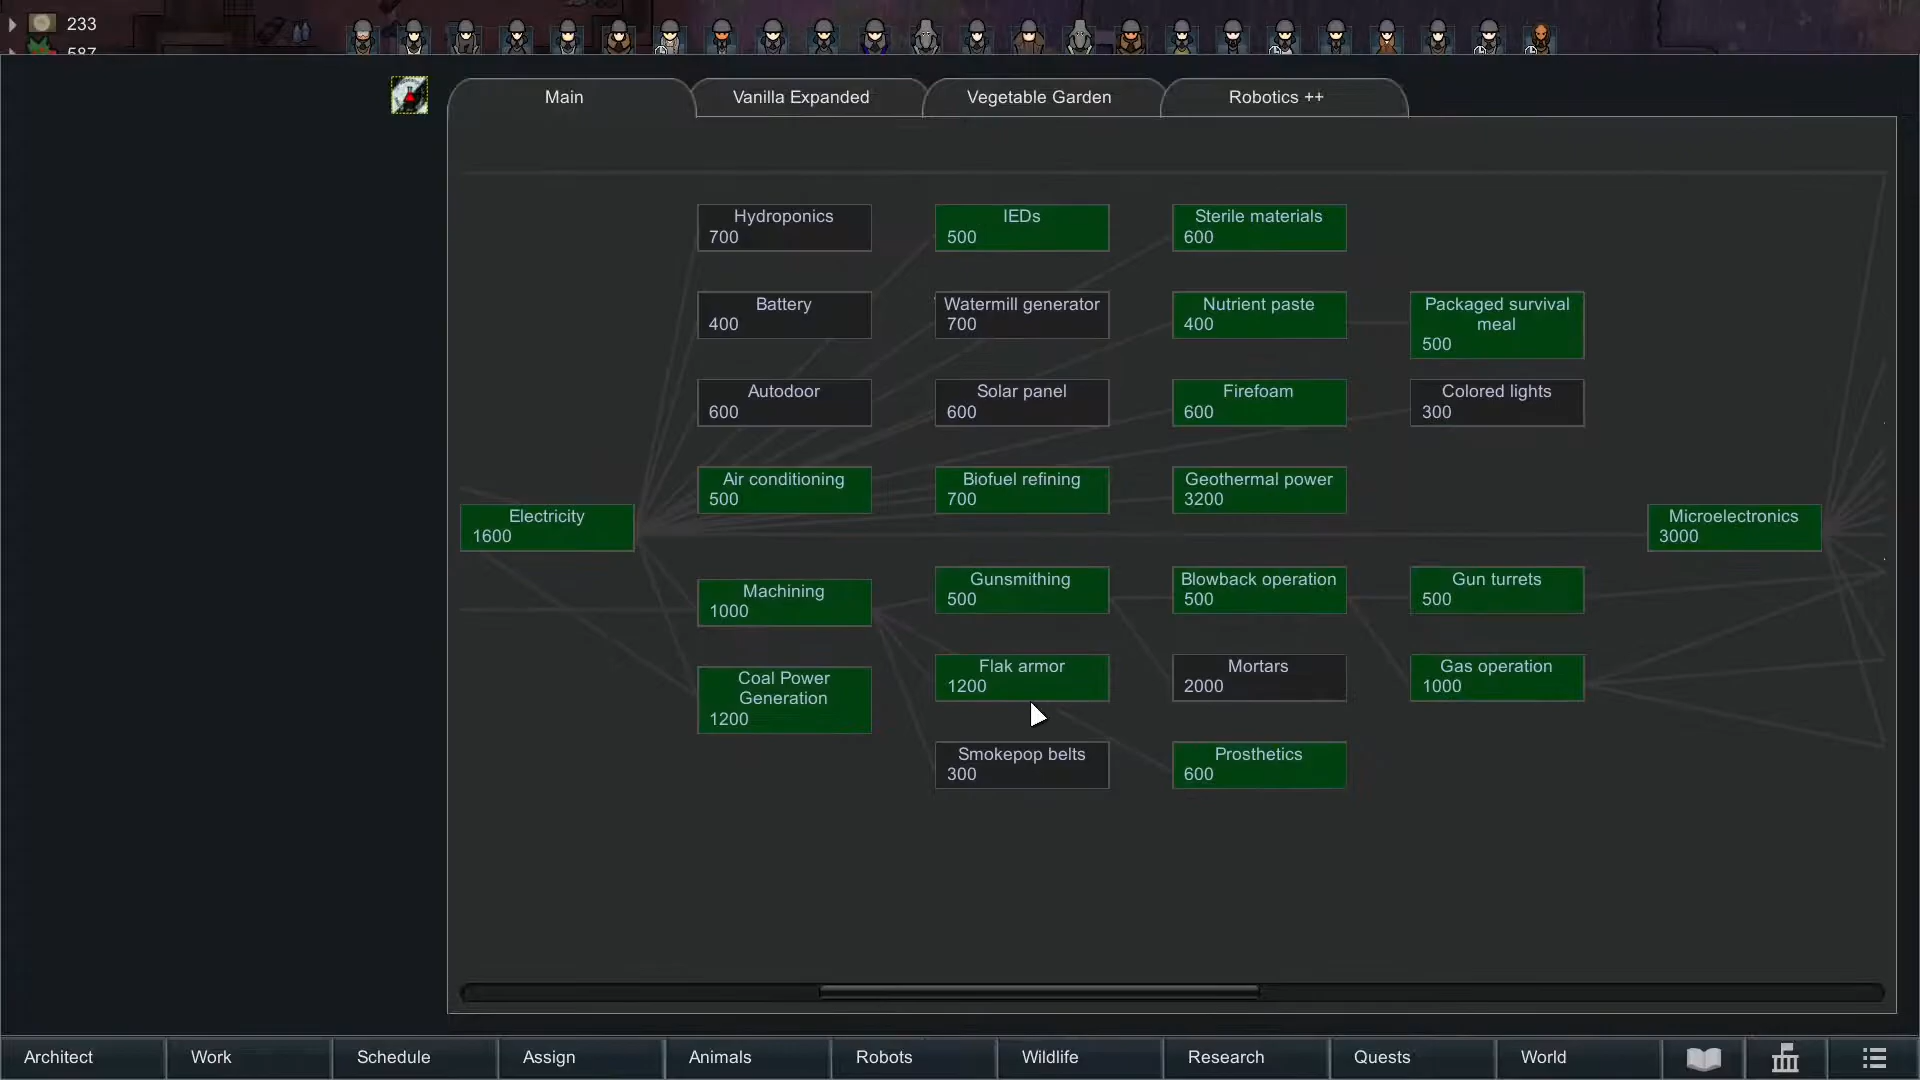 233
587
Main
Vanilla Expanded
Vegetable Garden
Robotics ++
Hydroponics
700
IEDs
500
Sterile materials
600
Battery
400
Watermill generator
700
Nutrient paste
400
Packaged survival
meal
500
Autodoor
600
Solar panel
600
Firefoam
600
Colored lights
300
Air conditioning
500
Biofuel refining
700
Geothermal power
3200
Electricity
1600
Microelectronics
3000
Machining
1000
Gunsmithing
500
Blowback operation
500
Gun turrets
500
Coal Power
Generation
1200
Flak armor
1200
Mortars
2000
Gas operation
1000
Smokepop belts
300
Prosthetics
600
Architect
Work
Schedule
Assign
Animals
Robots
Wildlife
Research
Quests
World